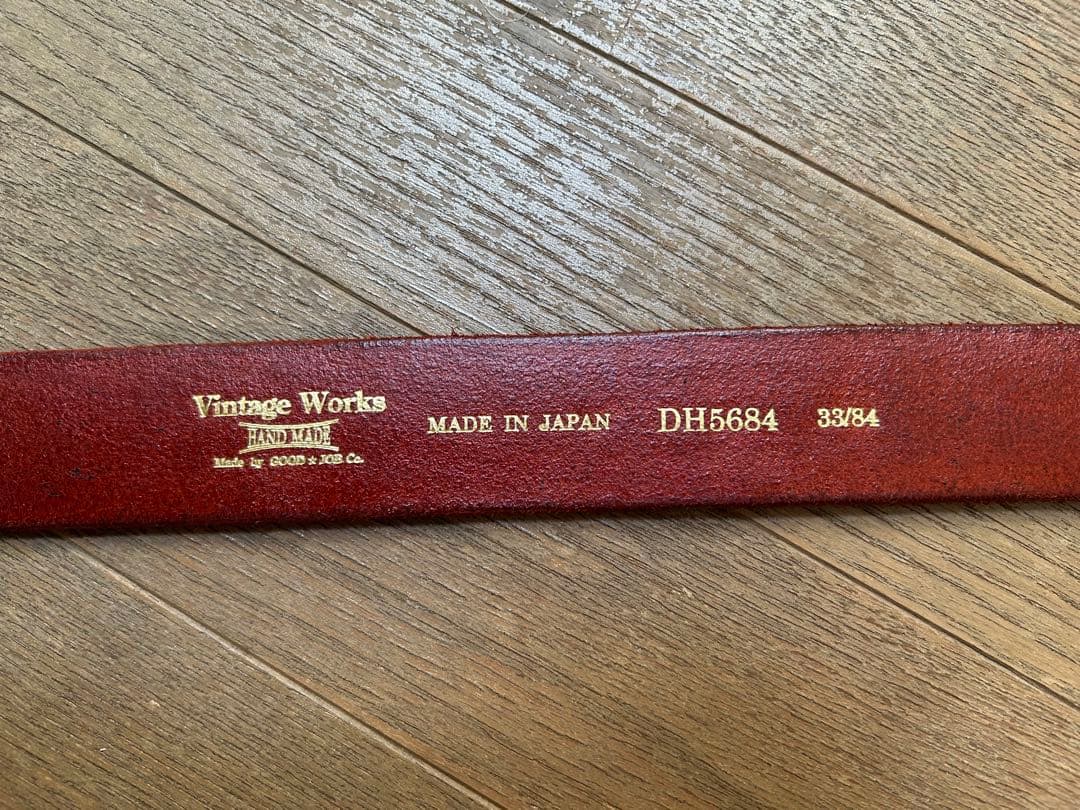 Vintage Works
HAND MADE
Made by GOOD★JOB Co.
MADE IN JAPAN
DH5684
33/84